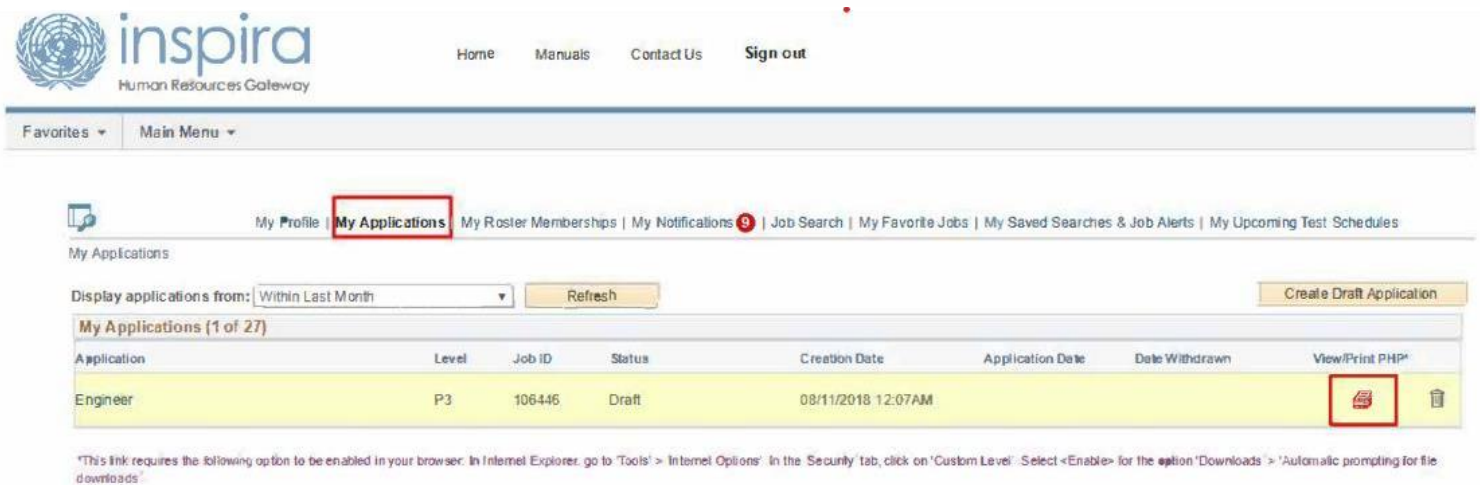 inspira
Human Resources Gateway
Home Manuals Contact Us Sign out
Favorites Main Menu
My Profile | My Applications | My Roster Memberships | My Notifications 9 | Job Search | My Favorite Jobs | My Saved Searches & Job Alerts | My Upcoming Test Schedules
My Applications
Display applications from: Within Last Month Refresh Create Draft Application
My Applications (1 of 27)
Application Level Job ID Status Creation Date Application Date Date Withdrawn View/Print PHP*
Engineer P3 106446 Draft 08/11/2018 12:07AM
*This link requires the following option to be enabled in your browser. In Internet Explorer, go to 'Tools' > Internet Options'. In the Security tab, click on 'Custom Level'. Select <Enable> for the option 'Downloads' > 'Automatic prompting for file
downloads'